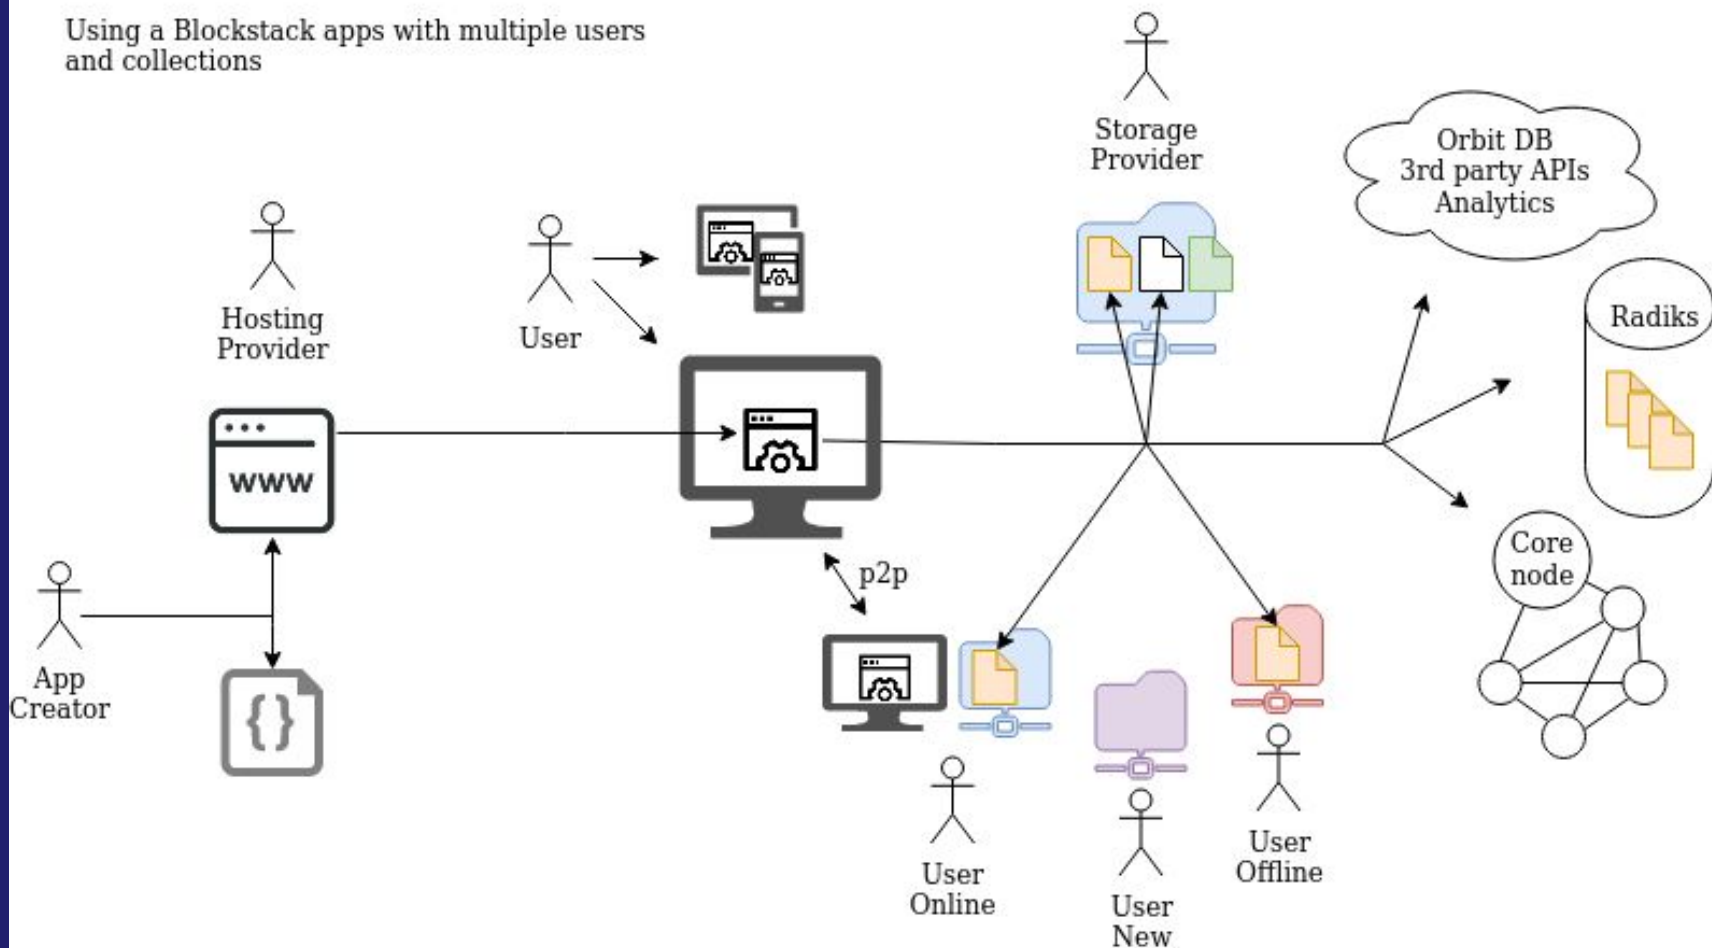 Using a Blockstack apps with multiple users
and collections
Storage
Provider
Orbit DB
3rd party APIs
Analytics
Hosting
Provider
User
Radiks
www
Core
node
p2p
App
Creator
{}
User
Online
User
New
User
Offline